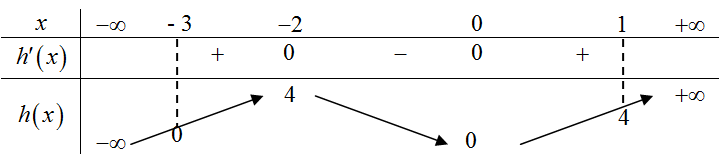 x −∞ - 3 −2 0 1 +∞
h′(x) + 0 − 0 +
4 +∞
h(x) 4
−∞ 0 0